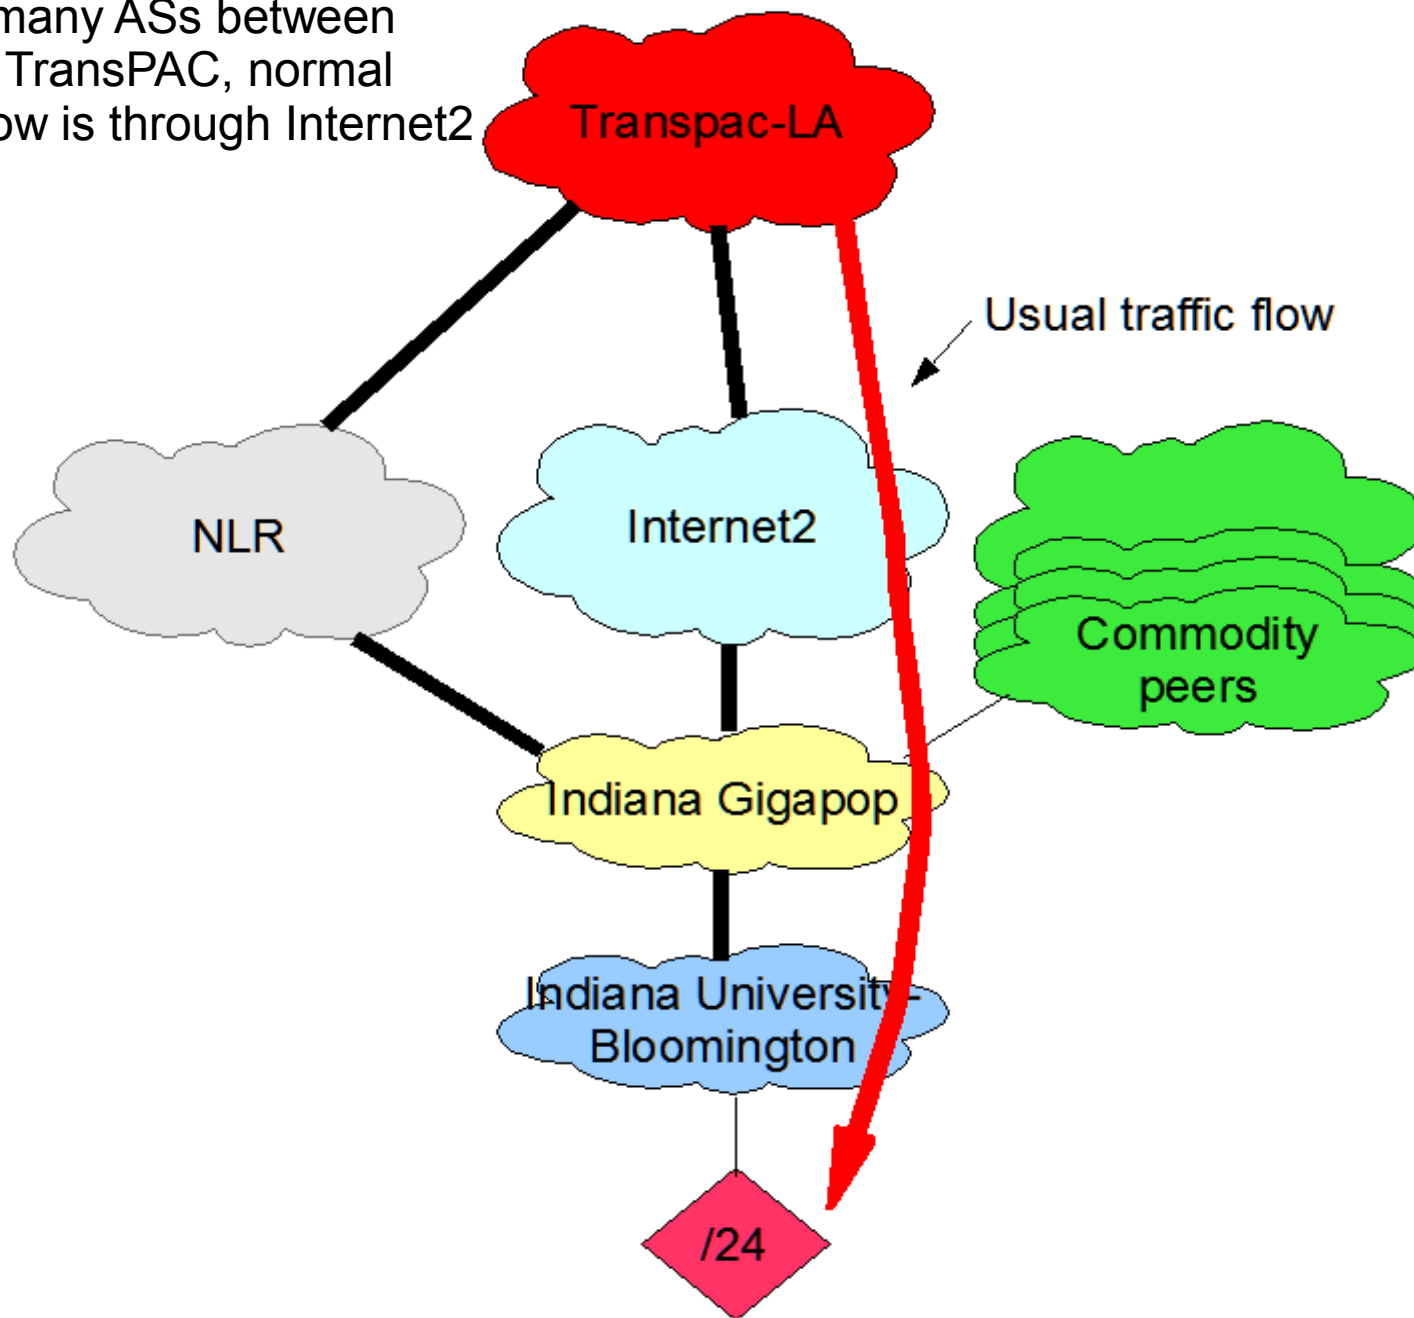 many ASs between
TransPAC, normal
ow is through Internet2
Transpac-LA
Usual traffic flow
NLR
Internet2
Commodity
peers
Indiana Gigapop
Indiana University-
Bloomington
/24